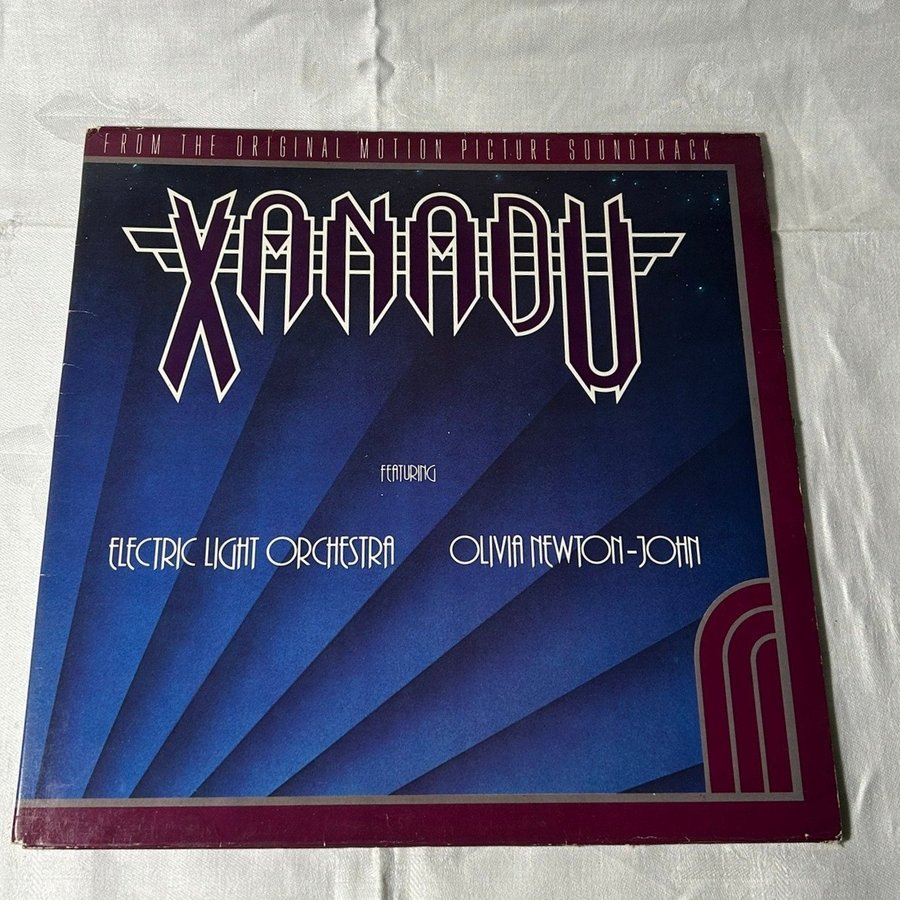 FROM THE ORIGINAL MOTION PICTURE SOUNDTRACK
XANADU
FEATURING
ELECTRIC LIGHT ORCHESTRA OLIVIA NEWTON-JOHN